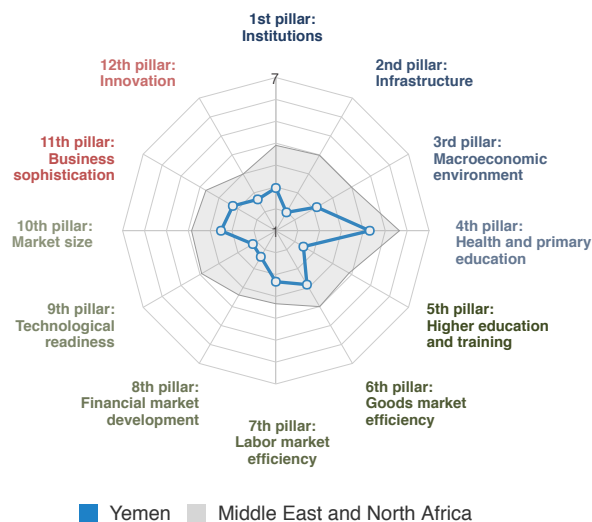 1st pillar:
Institutions
2nd pillar:
Infrastructure
3rd pillar:
Macroeconomic
environment
4th pillar:
Health and primary
education
5th pillar:
Higher education
and training
6th pillar:
Goods market
efficiency
7th pillar:
Labor market
efficiency
8th pillar:
Financial market
development
9th pillar:
Technological
readiness
10th pillar:
Market size
11th pillar:
Business
sophistication
12th pillar:
Innovation
7
1
Yemen
Middle East and North Africa